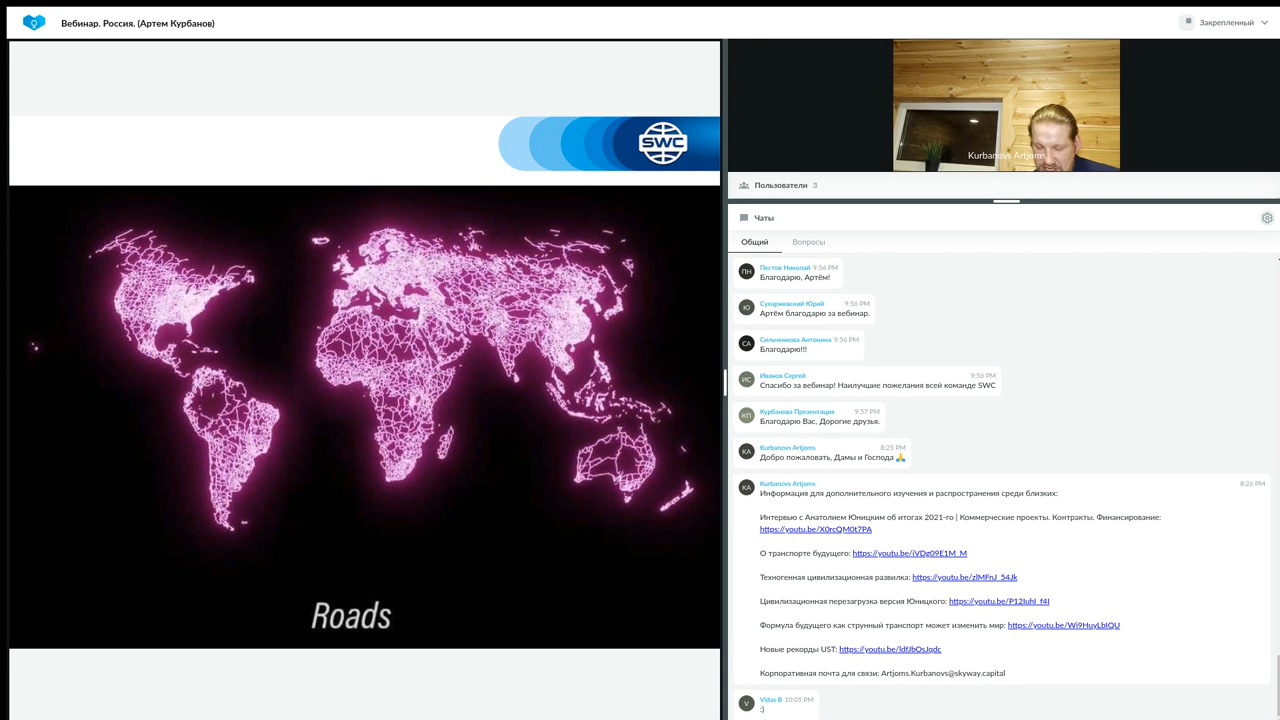 Вебинар. Россия. (Артем Курбанов)
Закрепленный
SWC
Roads
Kurbanovs Artjoms
Пользователи 3
Чаты
Общий Вопросы
ПН Пестов Николай 9:56 PM
Благодарю, Артём!
Ю Сухаржевский Юрий 9:56 PM
Артём благодарю за вебинар.
СА Сильченкова Антонина 9:56 PM
Благодарю!!!
ИС Иванов Сергей 9:56 PM
Спасибо за вебинар! Наилучшие пожелания всей команде SWC
КП Курбанова Презентация 9:57 PM
Благодарю Вас, Дорогие друзья.
KA Kurbanovs Artjoms 8:25 PM
Добро пожаловать, Дамы и Господа 🙏
KA Kurbanovs Artjoms 8:26 PM
Информация для дополнительного изучения и распространения среди близких:
Интервью с Анатолием Юницким об итогах 2021-го | Коммерческие проекты. Контракты. Финансирование:
https://youtu.be/X0rcQM0t7PA
О транспорте будущего: https://youtu.be/iVDg09E1M_M
Техногенная цивилизационная развилка: https://youtu.be/zlMFnJ_54Jk
Цивилизационная перезагрузка версия Юницкого: https://youtu.be/P12IuhI_f4I
Формула будущего как струнный транспорт может изменить мир: https://youtu.be/Wi9HuyLbIQU
Новые рекорды UST: https://youtu.be/ldfJbOsJqdc
Корпоративная почта для связи: Artjoms.Kurbanovs@skyway.capital
V Vidas B 10:05 PM
:)